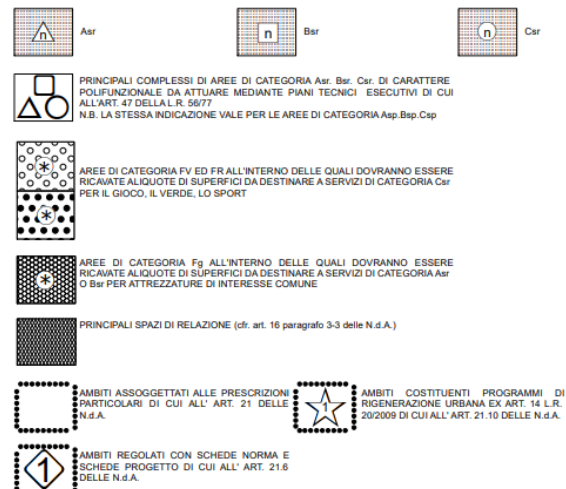 n Asr n Bsr n Csr
PRINCIPALI COMPLESSI DI AREE DI CATEGORIA Asr. Bsr. Csr. DI CARATTERE
POLIFUNZIONALE DA ATTUARE MEDIANTE PIANI TECNICI ESECUTIVI DI CUI
ALL'ART. 47 DELLA L.R. 56/77
N.B. LA STESSA INDICAZIONE VALE PER LE AREE DI CATEGORIA Asp.Bsp.Csp
*
AREE DI CATEGORIA FV ED FR ALL'INTERNO DELLE QUALI DOVRANNO ESSERE
RICAVATE ALIQUOTE DI SUPERFICI DA DESTINARE A SERVIZI DI CATEGORIA Csr
PER IL GIOCO, IL VERDE, LO SPORT
*
AREE DI CATEGORIA Fg ALL'INTERNO DELLE QUALI DOVRANNO ESSERE
RICAVATE ALIQUOTE DI SUPERFICI DA DESTINARE A SERVIZI DI CATEGORIA Asr
O Bsr PER ATTREZZATURE DI INTERESSE COMUNE
*
PRINCIPALI SPAZI DI RELAZIONE (cfr. art. 16 paragrafo 3-3 delle N.d.A.)
AMBITI ASSOGGETTATI ALLE PRESCRIZIONI
PARTICOLARI DI CUI ALL' ART. 21 DELLE
N.d.A.
1
AMBITI COSTITUENTI PROGRAMMI DI
RIGENERAZIONE URBANA EX ART. 14 L.R.
20/2009 DI CUI ALL' ART. 21.10 DELLE N.d.A.
1
AMBITI REGOLATI CON SCHEDE NORMA E
SCHEDE PROGETTO DI CUI ALL' ART. 21.6
DELLE N.d.A.